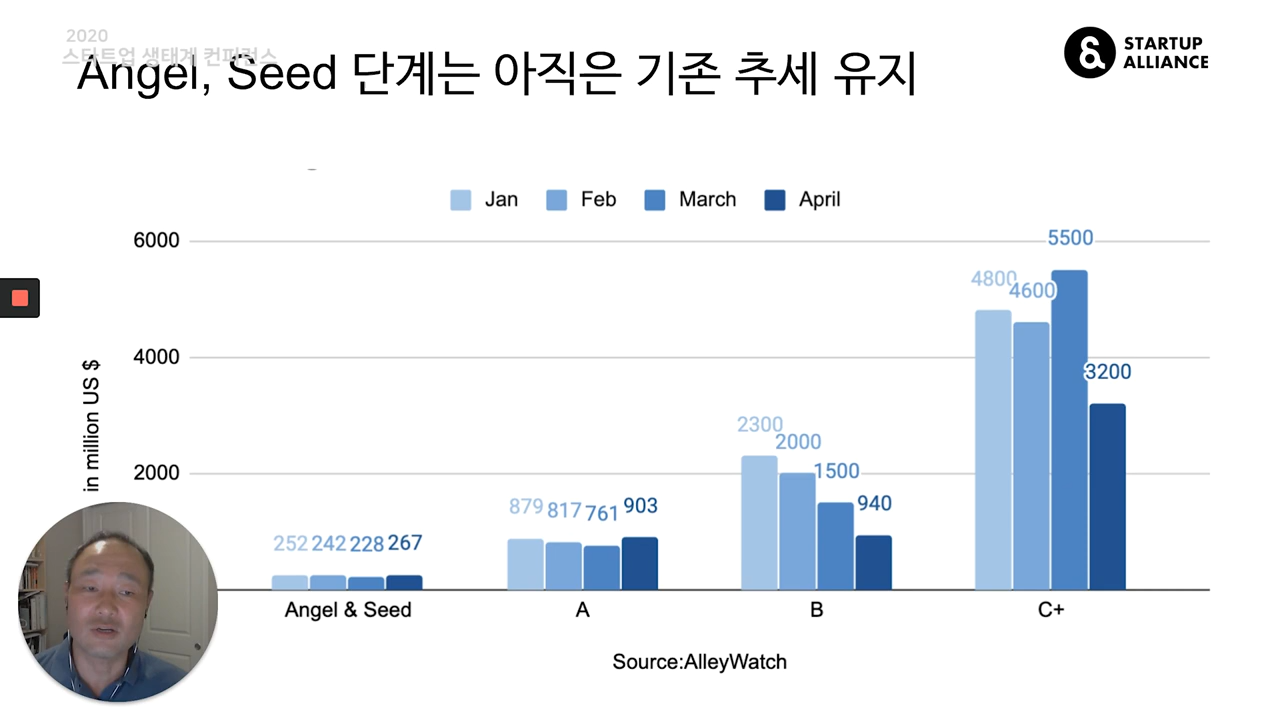 2020
스타트업 생태계 컨퍼런스
Angel, Seed 단계는 아직은 기존 추세 유지
STARTUP
ALLIANCE
Jan Feb March April
6000
4000
2000
in million US $
252 242 228 267
879 817 761 903
2300 2000 1500 940
4800 4600 5500 3200
Angel & Seed A B C+
Source:AlleyWatch